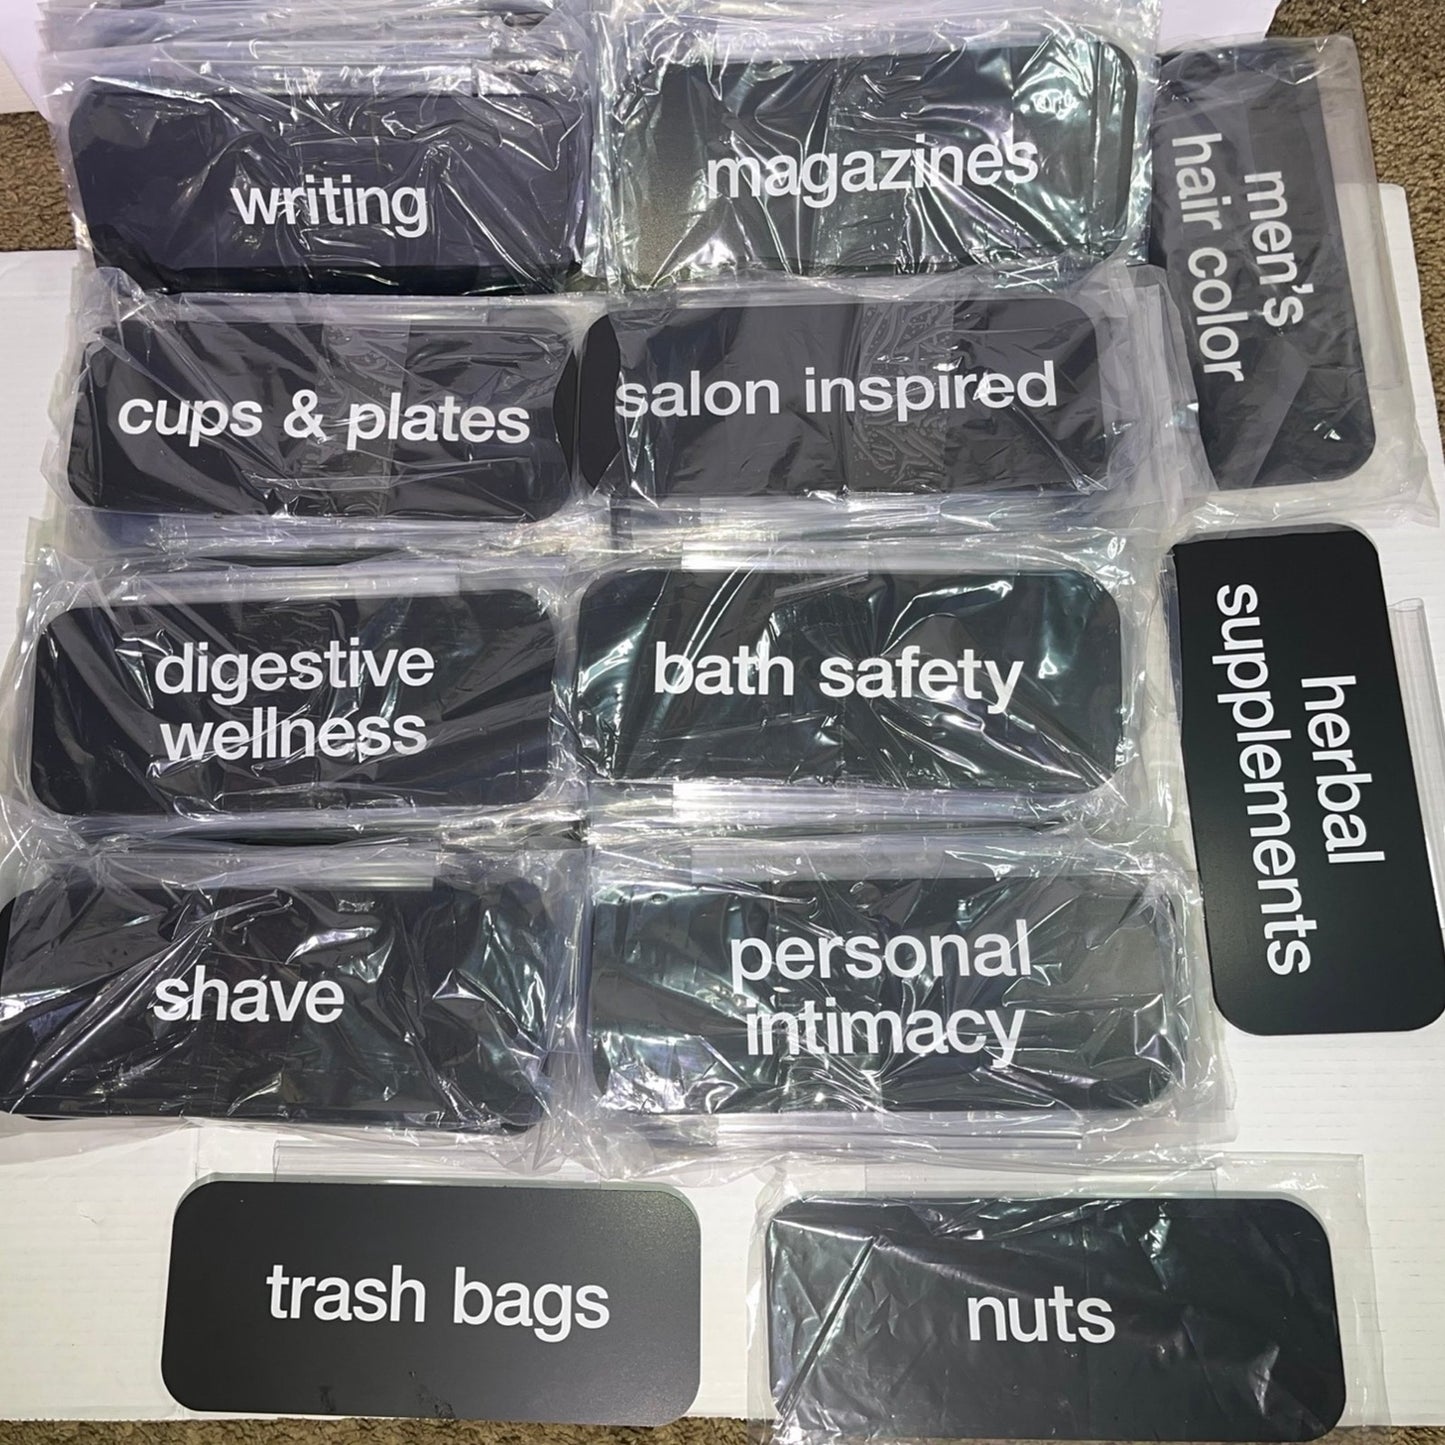 writing
magazines
men's
hair color
cups & plates
salon inspired
digestive
wellness
bath safety
herbal
supplements
shave
personal
intimacy
trash bags
nuts